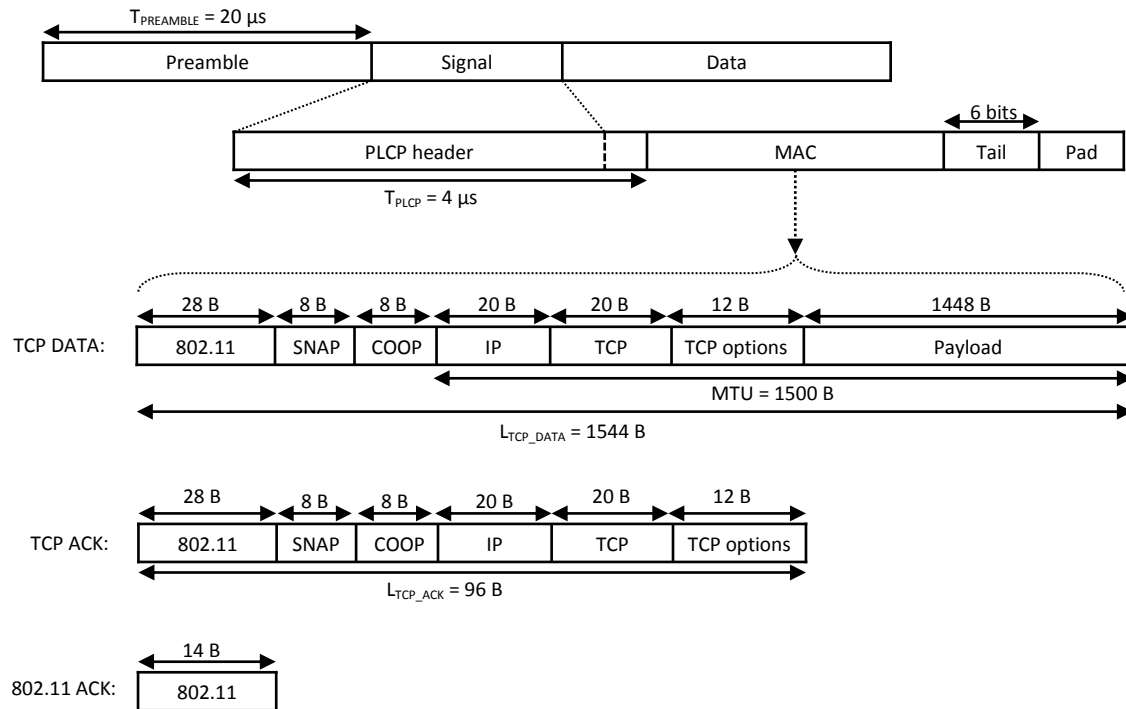 T_PREAMBLE = 20 µs
Preamble Signal Data
6 bits
PLCP header MAC Tail Pad
T_PLCP = 4 µs
28 B 8 B 8 B 20 B 20 B 12 B 1448 B
TCP DATA: 802.11 SNAP COOP IP TCP TCP options Payload
MTU = 1500 B
L_TCP_DATA = 1544 B
28 B 8 B 8 B 20 B 20 B 12 B
TCP ACK: 802.11 SNAP COOP IP TCP TCP options
L_TCP_ACK = 96 B
14 B
802.11 ACK: 802.11